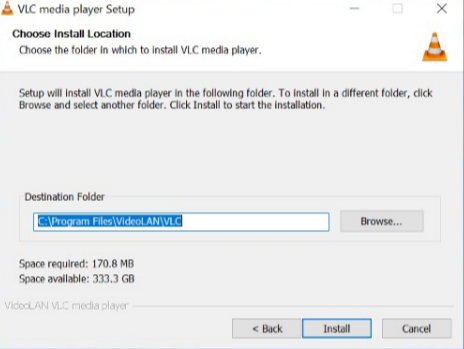 VLC media player Setup
Choose Install Location
Choose the folder in which to install VLC media player.
Setup will install VLC media player in the following folder. To install in a different folder, click
Browse and select another folder. Click Install to start the installation.
Destination Folder
C:\Program Files\VideoLAN\VLC
Browse...
Space required: 170.8 MB
Space available: 333.3 GB
VideoLAN VLC media player
< Back Install Cancel